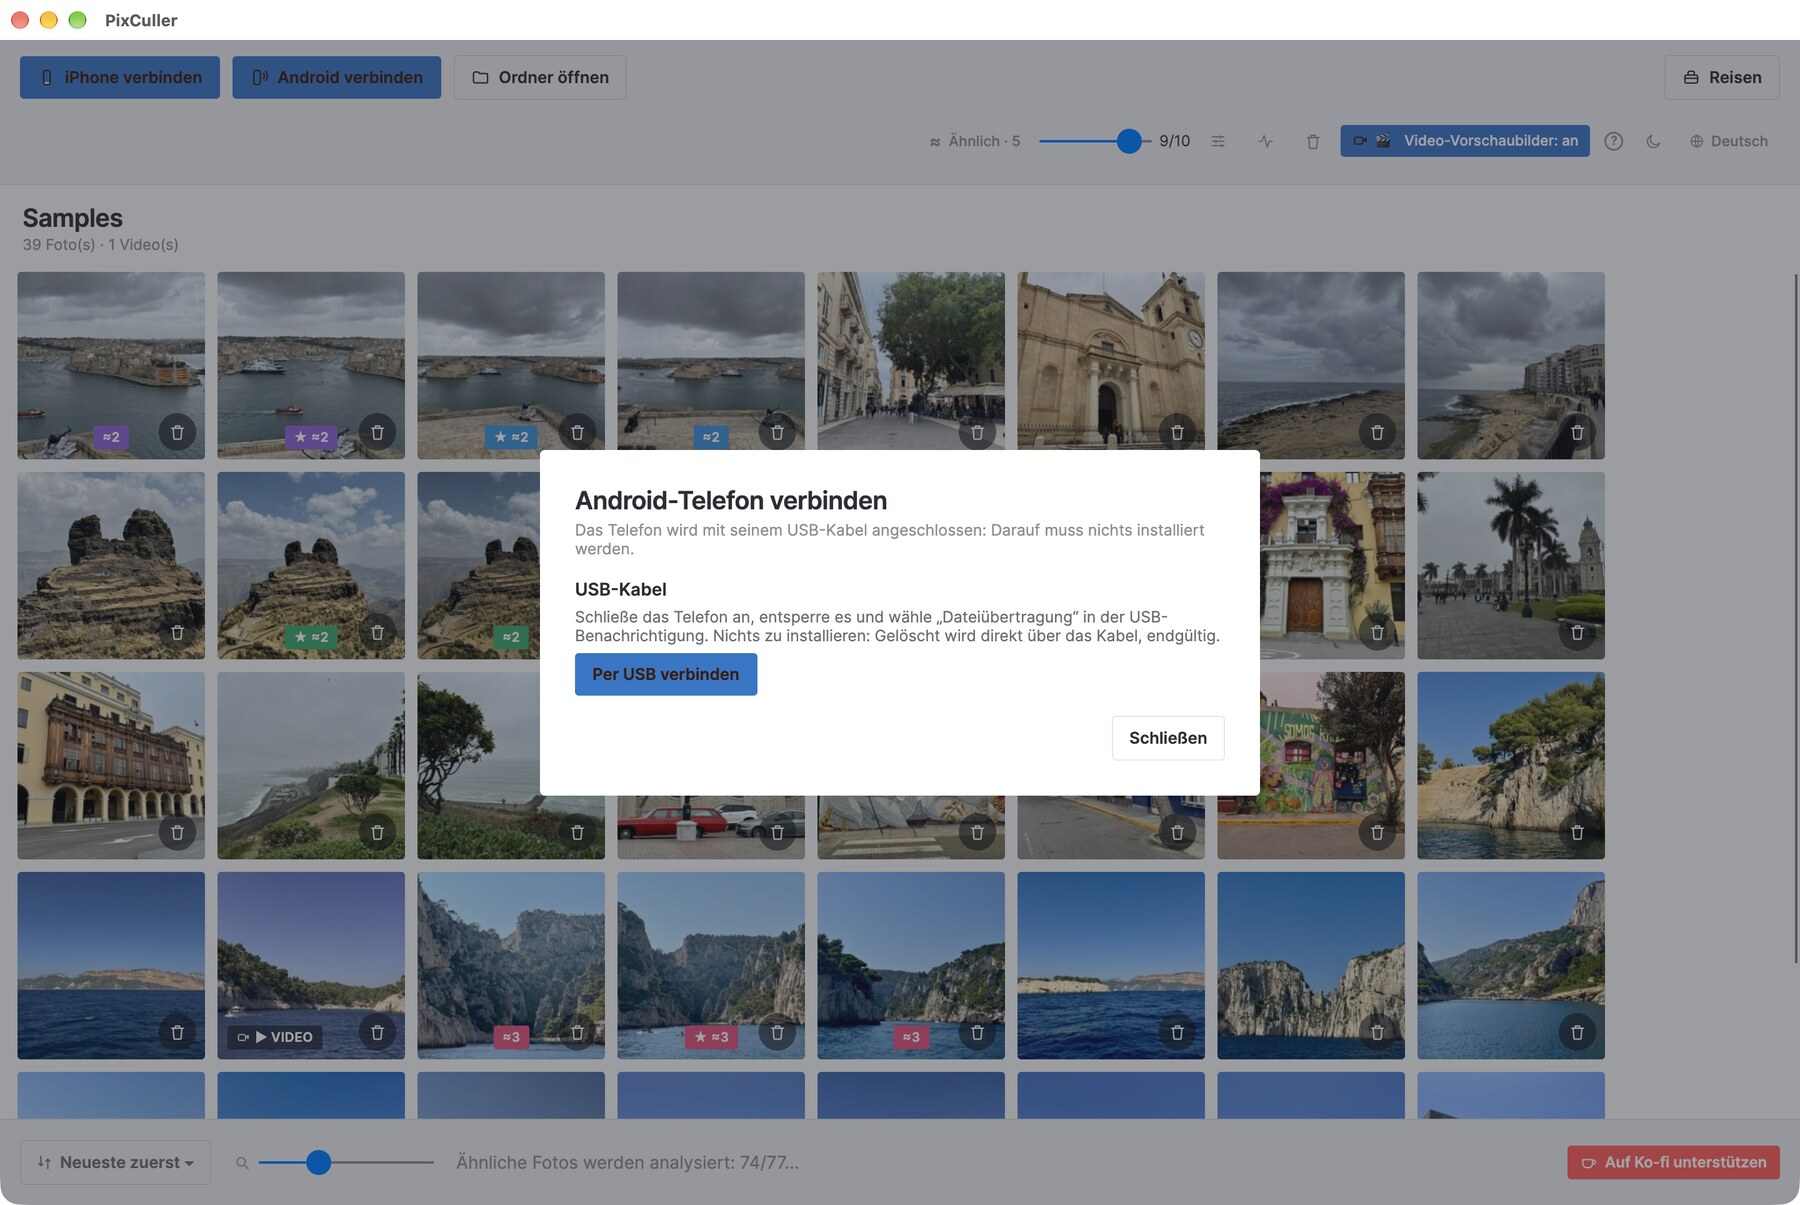 PixCuller
iPhone verbinden
Android verbinden
Ordner öffnen
Reisen
≈ Ähnlich · 5
9/10
Video-Vorschaubilder: an
Deutsch
Samples
39 Foto(s) · 1 Video(s)
≈2
★ ≈2
★ ≈2
≈2
★ ≈2
≈2
Android-Telefon verbinden
Das Telefon wird mit seinem USB-Kabel angeschlossen: Darauf muss nichts installiert
werden.
USB-Kabel
Schließe das Telefon an, entsperre es und wähle „Dateiübertragung“ in der USB-
Benachrichtigung. Nichts zu installieren: Gelöscht wird direkt über das Kabel, endgültig.
Per USB verbinden
Schließen
SOMOS
▶ VIDEO
≈3
★ ≈3
≈3
Neueste zuerst
Ähnliche Fotos werden analysiert: 74/77...
Auf Ko-fi unterstützen